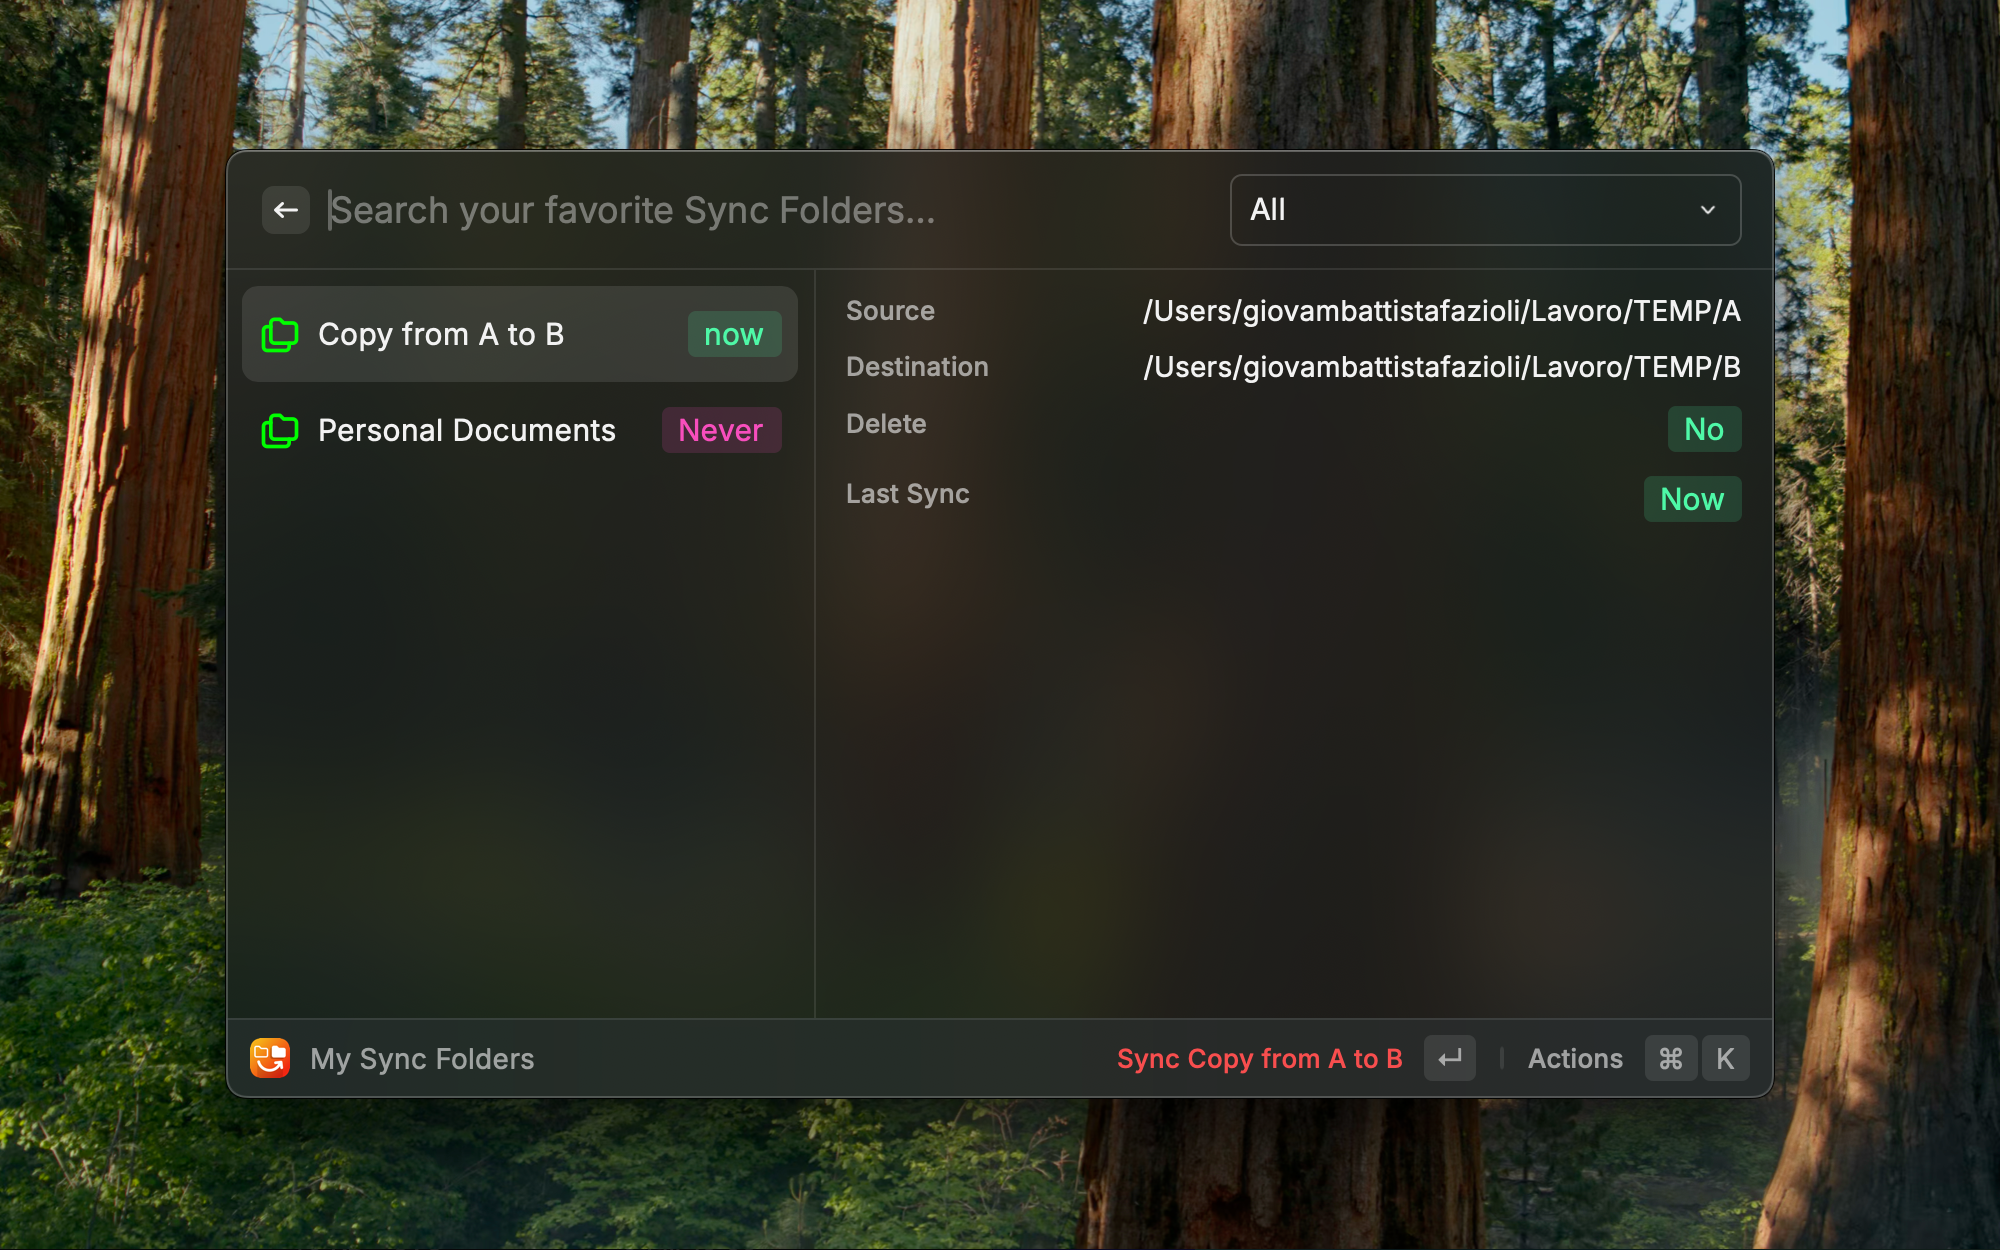 Search your favorite Sync Folders...
All
Copy from A to B now
Personal Documents Never
Source /Users/giovambattistafazioli/Lavoro/TEMP/A
Destination /Users/giovambattistafazioli/Lavoro/TEMP/B
Delete No
Last Sync Now
My Sync Folders
Sync Copy from A to B ↵ Actions ⌘ K